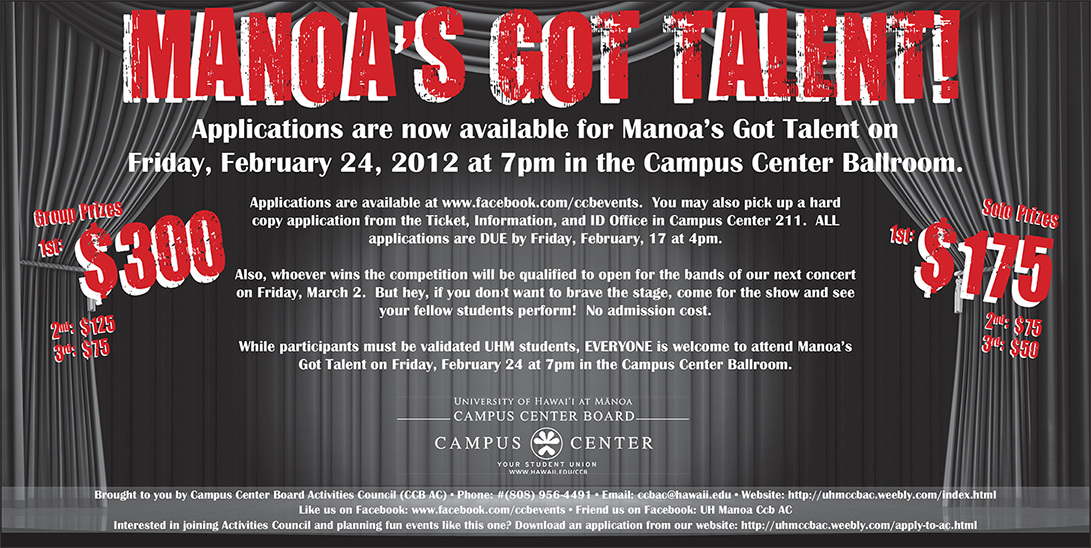 MANOA'S GOT TALENT!
Applications are now available for Manoa's Got Talent on
Friday, February 24, 2012 at 7pm in the Campus Center Ballroom.
Group Prizes
1st:
$300
2nd: $125
3rd: $75
Applications are available at www.facebook.com/ccbevents. You may also pick up a hard
copy application from the Ticket, Information, and ID Office in Campus Center 211. ALL
applications are DUE by Friday, February, 17 at 4pm.
Also, whoever wins the competition will be qualified to open for the bands of our next concert
on Friday, March 2. But hey, if you don›t want to brave the stage, come for the show and see
your fellow students perform! No admission cost.
While participants must be validated UHM students, EVERYONE is welcome to attend Manoa's
Got Talent on Friday, February 24 at 7pm in the Campus Center Ballroom.
Solo Prizes
1st:
$175
2nd: $75
3rd: $50
UNIVERSITY OF HAWAI'I AT MĀNOA
CAMPUS CENTER BOARD
CAMPUS CENTER
YOUR STUDENT UNION
WWW.HAWAII.EDU/CCB
Brought to you by Campus Center Board Activities Council (CCB AC) • Phone: #(808) 956-4491 • Email: ccbac@hawaii.edu • Website: http://uhmccbac.weebly.com/index.html
Like us on Facebook: www.facebook.com/ccbevents • Friend us on Facebook: UH Manoa Ccb AC
Interested in joining Activities Council and planning fun events like this one? Download an application from our website: http://uhmccbac.weebly.com/apply-to-ac.html